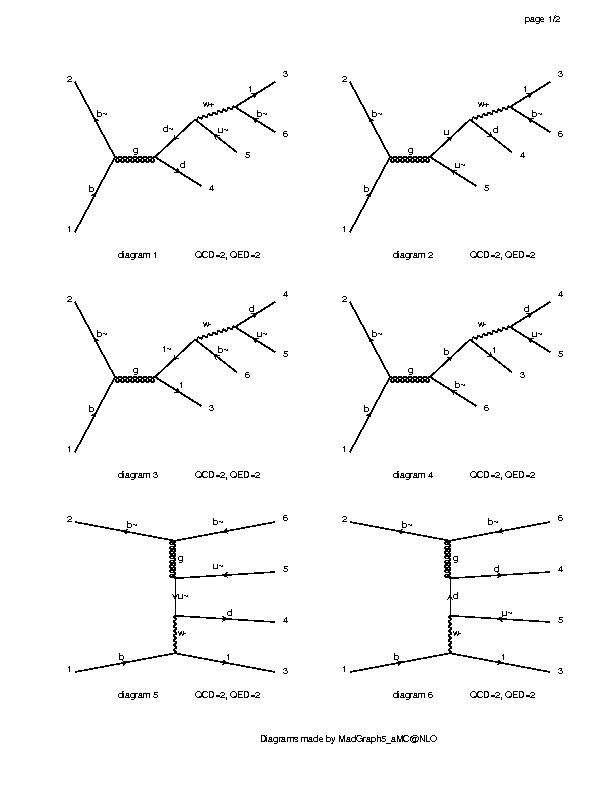 page 1/2
2 3 2 3
t t
w+ w+
b~ b~ b~ b~
6 6
d~ u~ u d
g 5 g 4
d u~
b 4 b 5
1 1
diagram 1 QCD=2, QED=2 diagram 2 QCD=2, QED=2
2 4 2 4
d d
w- w-
b~ u~ b~ u~
5 5
t~ b~ b t
g 6 g 3
t b~
b 3 b 6
1 1
diagram 3 QCD=2, QED=2 diagram 4 QCD=2, QED=2
2 b~ b~ 6 2 b~ b~ 6
g u~ 5 g d 4
u~ d
d 4 u~ 5
w- w-
1 b t 3 1 b t 3
diagram 5 QCD=2, QED=2 diagram 6 QCD=2, QED=2
Diagrams made by MadGraph5_aMC@NLO